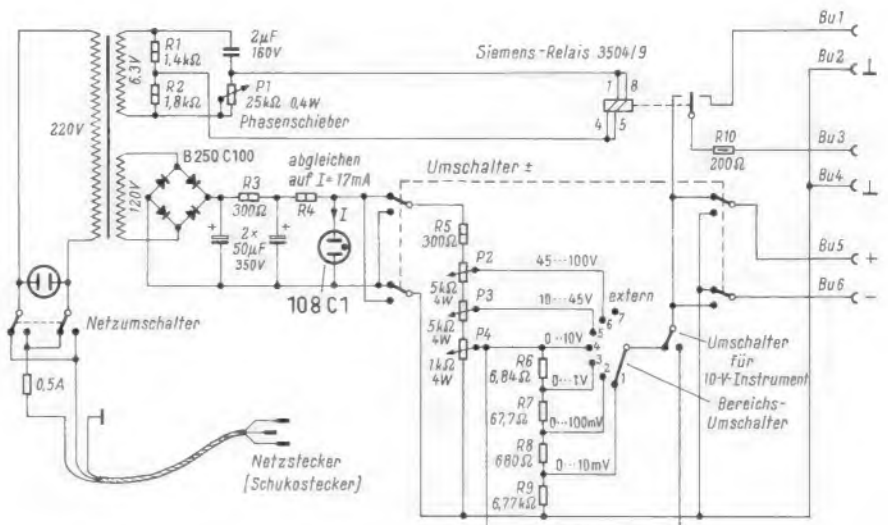 220V
6,3V
R1
1,4kΩ
R2
1,8kΩ
2µF
160V
P1
25kΩ 0,4W
Phasenschieber
Siemens-Relais 3504/9
1 8
4 5
Bu1
Bu2
R10
200Ω
Bu3
Bu4
120V
B250 C100
R3
300Ω
abgleichen
auf I=17mA
R4
I
+
2×
50µF
350V
+
108C1
Umschalter ±
R5
300Ω
P2
5kΩ
4W
P3
5kΩ
4W
P4
1kΩ
4W
45...100V
10...45V
0...10V
extern
7
6
5
4
3
2
1
R6
6,84Ω
0...1V
R7
67,7Ω
0...100mV
R8
680Ω
0...10mV
R9
6,77kΩ
Bu5
+
Bu6
−
Umschalter
für
10-V-Instrument
Bereichs-
Umschalter
Netzumschalter
0,5A
Netzstecker
[Schukostecker]